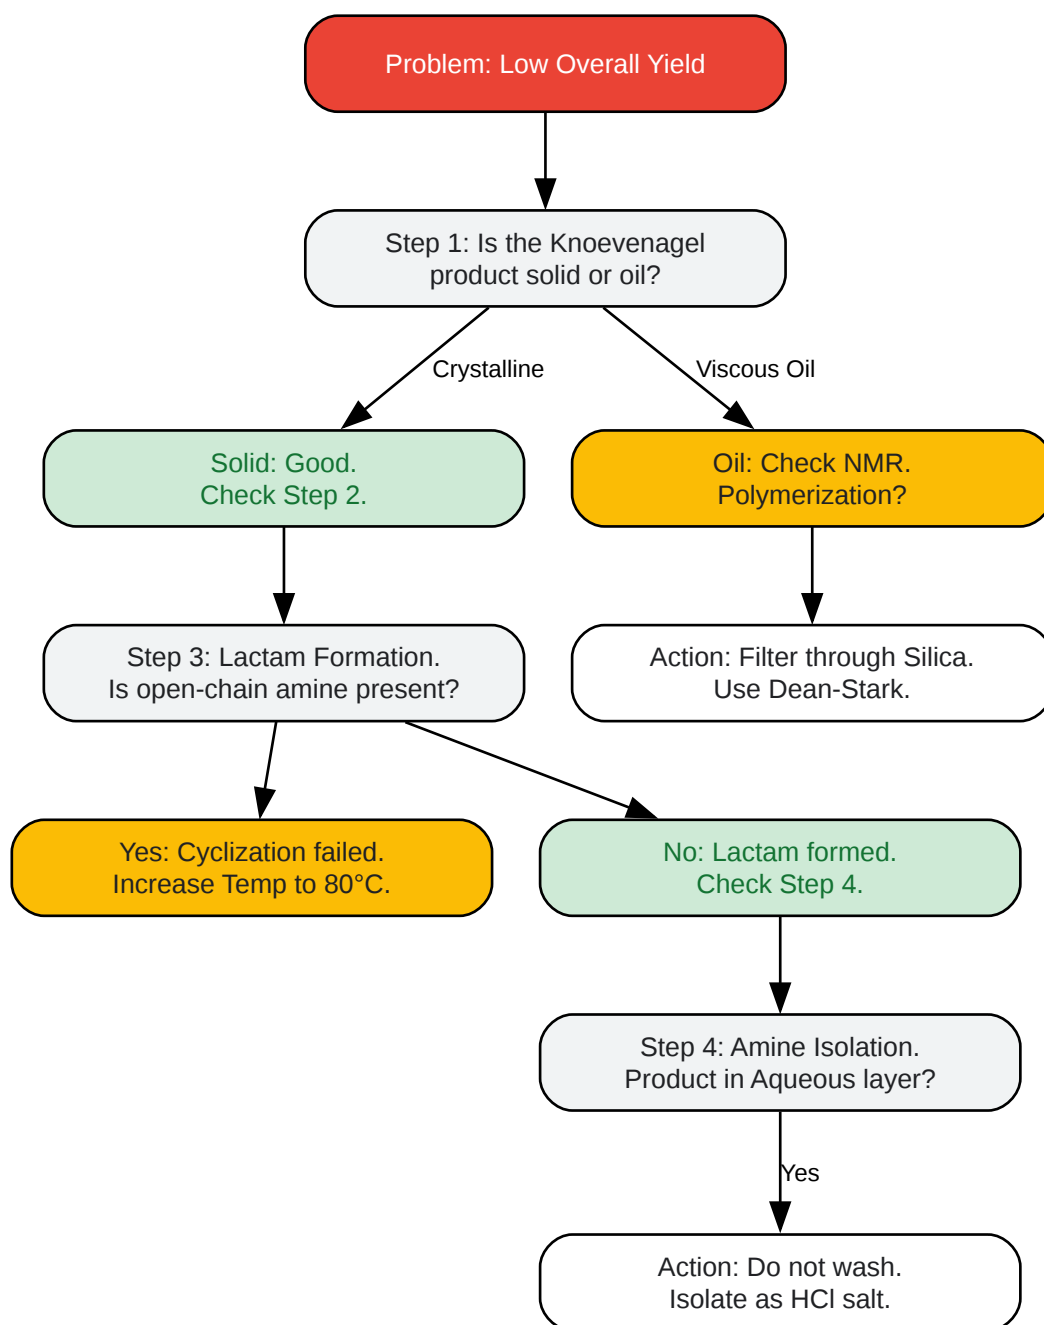 Problem: Low Overall Yield
Step 1: Is the Knoevenagel
product solid or oil?
Crystalline
Viscous Oil
Solid: Good.
Check Step 2.
Oil: Check NMR.
Polymerization?
Step 3: Lactam Formation.
Is open-chain amine present?
Action: Filter through Silica.
Use Dean-Stark.
Yes: Cyclization failed.
Increase Temp to 80°C.
No: Lactam formed.
Check Step 4.
Step 4: Amine Isolation.
Product in Aqueous layer?
Yes
Action: Do not wash.
Isolate as HCl salt.